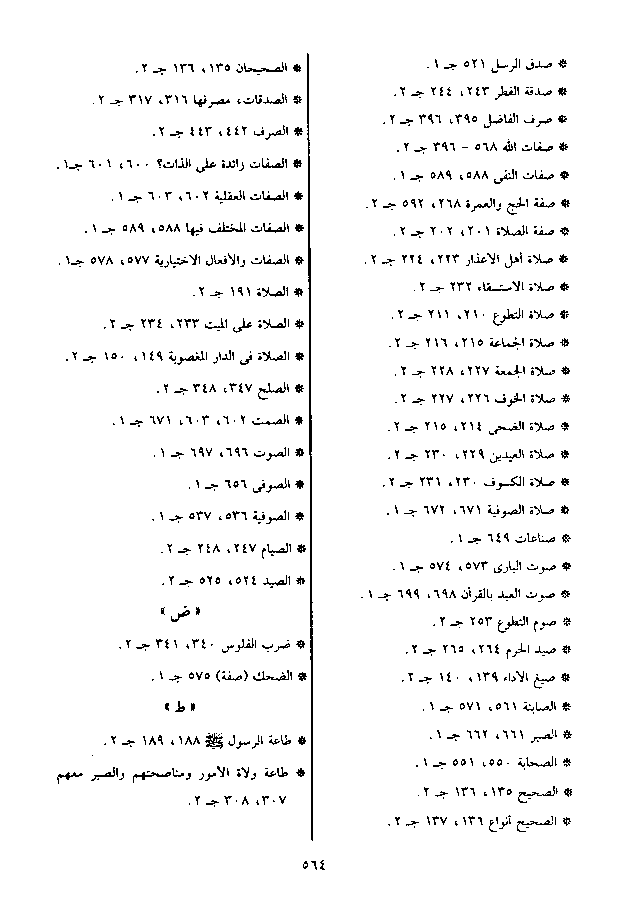 * صدق الرسل ٥٢١ جـ ١.
* صدقة الفطر ٢٤٣، ٢٤٤ جـ ٢.
* صرف الفاضل ٣٩٥، ٣٩٦ جـ ٢.
* صفات الله ٥٦٨ - ٣٩٦ جـ ٢.
* صفات النفى ٥٨٨، ٥٨٩ جـ ١.
* صفة الحج والعمرة ٢٦٨، ٥٩٢ جـ ٢.
* صفة الصلاة ٢٠١، ٢٠٢ جـ ٢.
* صلاة أهل الأعذار ٢٢٣، ٢٢٤ جـ ٢.
* صلاة الاستسقاء ٢٣٢ جـ ٢.
* صلاة التطوع ٢١٠، ٢١١ جـ ٢.
* صلاة الجماعة ٢١٥، ٢١٦ جـ ٢.
* صلاة الجمعة ٢٢٧، ٢٢٨ جـ ٢.
* صلاة الخوف ٢٢٦، ٢٢٧ جـ ٢.
* صلاة الضحى ٢١٤، ٢١٥ جـ ٢.
* صلاة العيدين ٢٢٩، ٢٣٠ جـ ٢.
* صلاة الكسوف ٢٣٠، ٢٣١ جـ ٢.
* صلاة الصوفية ٦٧١، ٦٧٢ جـ ١.
* صناعات ٦٤٩ جـ ١.
* صوت البارى ٥٧٣، ٥٧٤ جـ ١.
* صوت العبد بالقرآن ٦٩٨، ٦٩٩ جـ ١.
* صوم التطوع ٢٥٣ جـ ٢.
* صيد الحرم ٢٦٤، ٢٦٥ جـ ٢.
* صيغ الأداء ١٣٩، ١٤٠ جـ ٢.
* الصابئة ٥٦١، ٥٧١ جـ ١.
* الصبر ٦٦١، ٦٦٢ جـ ١.
* الصحابة ٥٥٠، ٥٥١ جـ ١.
* الصحيح ١٣٥، ١٣٦ جـ ٢.
* الصحيح أنواع ١٣٦، ١٣٧ جـ ٢.
* الصحيحان ١٣٥، ١٣٦ جـ ٢.
* الصدقات، مصرفها ٣١٦، ٣١٧ جـ ٢.
* الصرف ٤٤٢، ٤٤٣ جـ ٢.
* الصفات زائدة على الذات؟ ٦٠٠، ٦٠١ جـ١.
* الصفات العقلية ٦٠٢، ٦٠٣ جـ ١.
* الصفات المختلف فيها ٥٨٨، ٥٨٩ جـ ١.
* الصفات والأفعال الاختيارية ٥٧٧، ٥٧٨ جـ١.
* الصلاة ١٩١ جـ ٢.
* الصلاة على الميت ٢٣٣، ٢٣٤ جـ ٢.
* الصلاة فى الدار المغصوبة ١٤٩، ١٥٠ جـ ٢.
* الصلح ٣٤٧، ٣٤٨ جـ ٢.
* الصمت ٦٠٢، ٦٠٣، ٦٧١ جـ ١.
* الصوت ٦٩٦، ٦٩٧ جـ ١.
* الصوفى ٦٥٦ جـ ١.
* الصوفية ٥٣٦، ٥٣٧ جـ ١.
* الصيام ٢٤٧، ٢٤٨ جـ ٢.
* الصيد ٥٢٤، ٥٢٥ جـ ٢.
« ض »
* ضرب الفلوس ٣٤٠، ٣٤١ جـ ٢.
* الضحك (صفة) ٥٧٥ جـ ١.
« ط »
* طاعة الرسول ﷺ ١٨٨، ١٨٩ جـ ٢.
* طاعة ولاة الأمور ومناصحتهم والصبر معهم
٣٠٧، ٣٠٨ جـ ٢.
٥٦٤